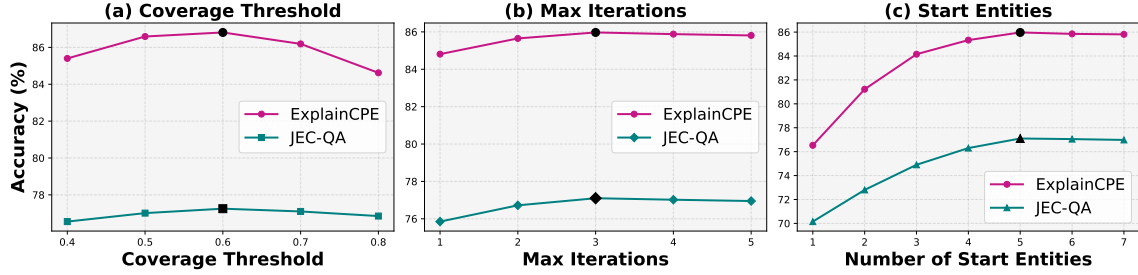 (a) Coverage Threshold
Accuracy (%)
86
84
82
80
78
ExplainCPE
JEC-QA
0.4 0.5 0.6 0.7 0.8
Coverage Threshold
(b) Max Iterations
86
84
82
80
78
76
ExplainCPE
JEC-QA
1 2 3 4 5
Max Iterations
(c) Start Entities
86
84
82
80
78
76
74
72
70
ExplainCPE
JEC-QA
1 2 3 4 5 6 7
Number of Start Entities